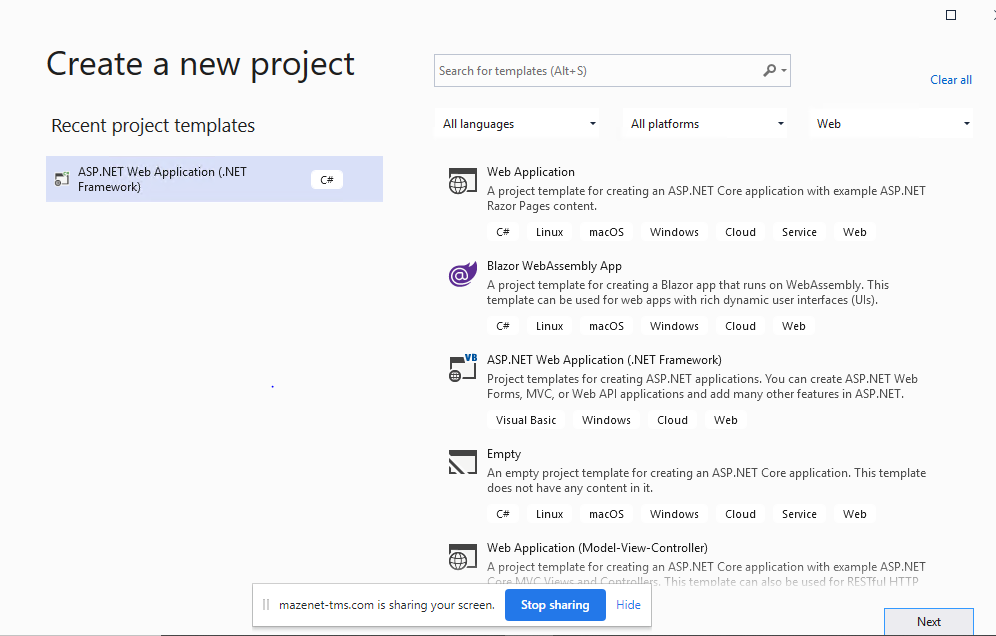 Create a new project
Search for templates (Alt+S)
Clear all
Recent project templates
All languages
All platforms
Web
ASP.NET Web Application (.NET
Framework)
C#
Web Application
A project template for creating an ASP.NET Core application with example ASP.NET
Razor Pages content.
C# Linux macOS Windows Cloud Service Web
Blazor WebAssembly App
A project template for creating a Blazor app that runs on WebAssembly. This
template can be used for web apps with rich dynamic user interfaces (UIs).
C# Linux macOS Windows Cloud Web
VB
ASP.NET Web Application (.NET Framework)
Project templates for creating ASP.NET applications. You can create ASP.NET Web
Forms, MVC, or Web API applications and add many other features in ASP.NET.
Visual Basic Windows Cloud Web
Empty
An empty project template for creating an ASP.NET Core application. This template
does not have any content in it.
C# Linux macOS Windows Cloud Service Web
Web Application (Model-View-Controller)
A project template for creating an ASP.NET Core application with example ASP.NET
Core MVC Views and Controllers. This template can also be used for RESTful HTTP
mazenet-tms.com is sharing your screen.
Stop sharing
Hide
Next